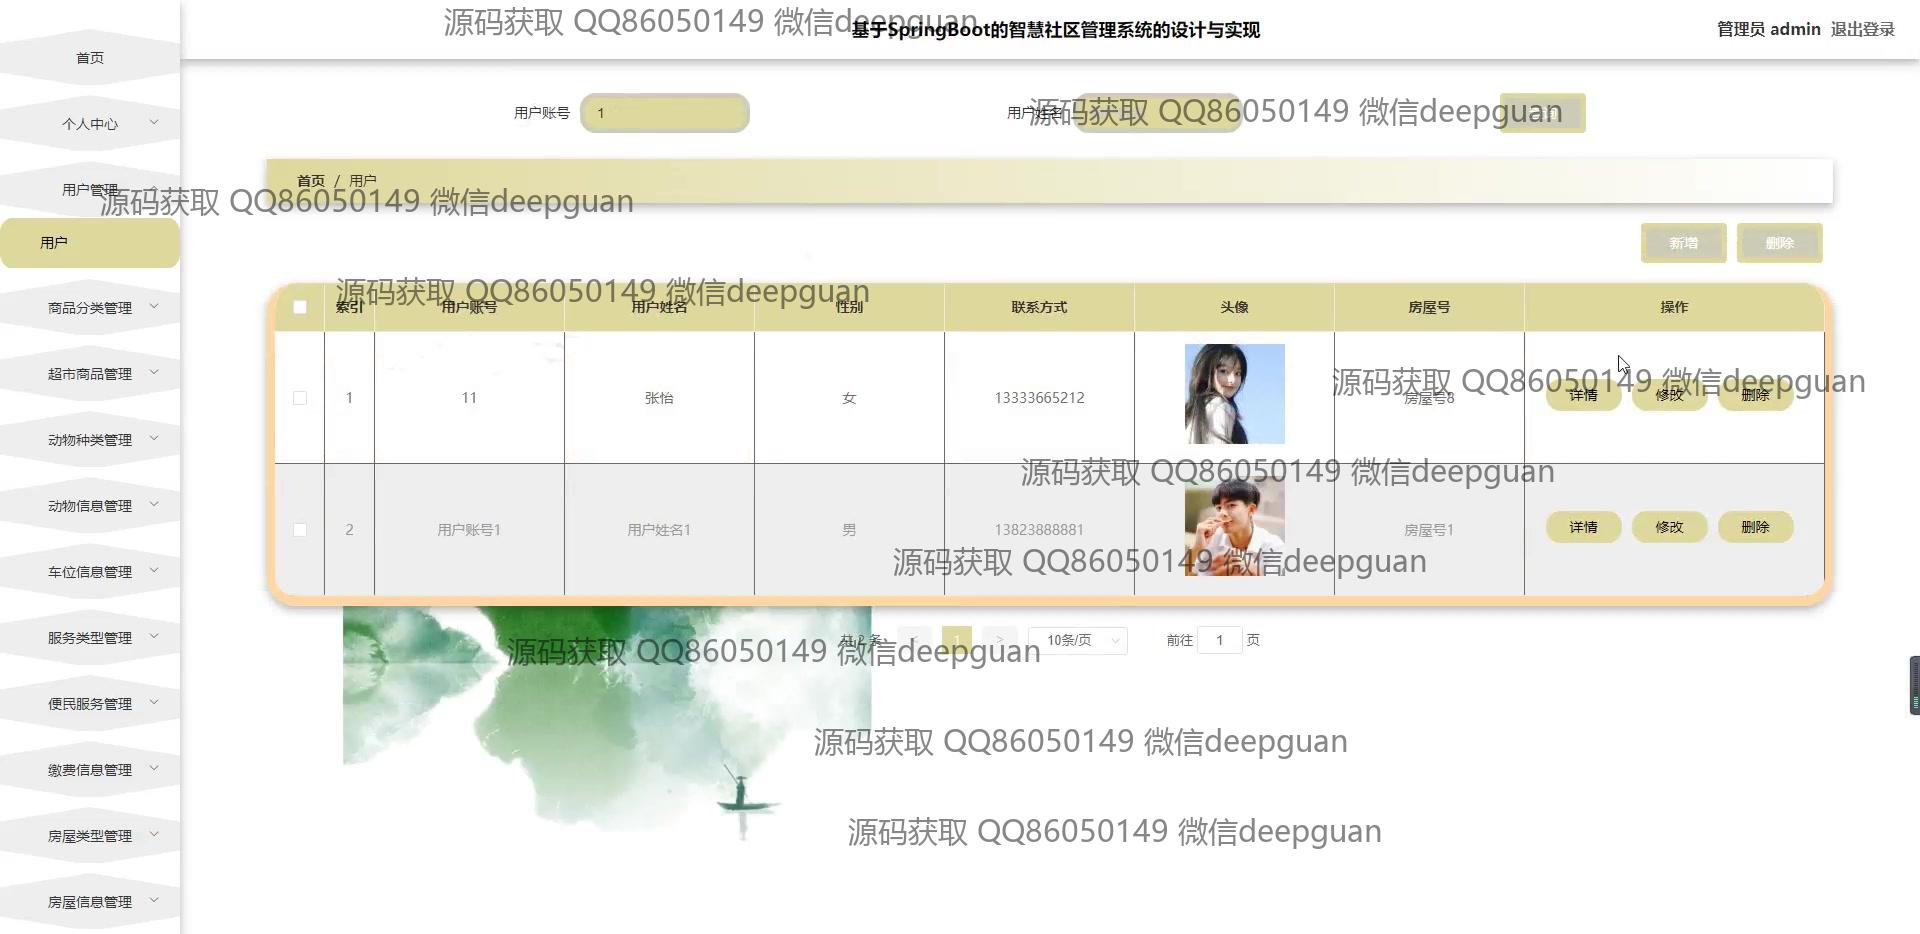 源码获取 QQ86050149 微信deepguan
基于SpringBoot的智慧社区管理系统的设计与实现
管理员 admin 退出登录
首页
个人中心
用户管理
用户
商品分类管理
超市商品管理
动物种类管理
动物信息管理
车位信息管理
服务类型管理
便民服务管理
缴费信息管理
房屋类型管理
房屋信息管理
用户账号 1
用户姓名
源码获取 QQ86050149 微信deepguan
首页 / 用户
源码获取 QQ86050149 微信deepguan
新增 删除
源码获取 QQ86050149 微信deepguan
索引 用户账号 用户姓名 性别 联系方式 头像 房屋号 操作
源码获取 QQ86050149 微信deepguan
1 11 张怡 女 13333665212 房屋号8 详情 修改 删除
源码获取 QQ86050149 微信deepguan
2 用户账号1 用户姓名1 男 13823888881 房屋号1 详情 修改 删除
源码获取 QQ86050149 微信deepguan
共 2 条 < 1 > 10条/页 前往 1 页
源码获取 QQ86050149 微信deepguan
源码获取 QQ86050149 微信deepguan
源码获取 QQ86050149 微信deepguan